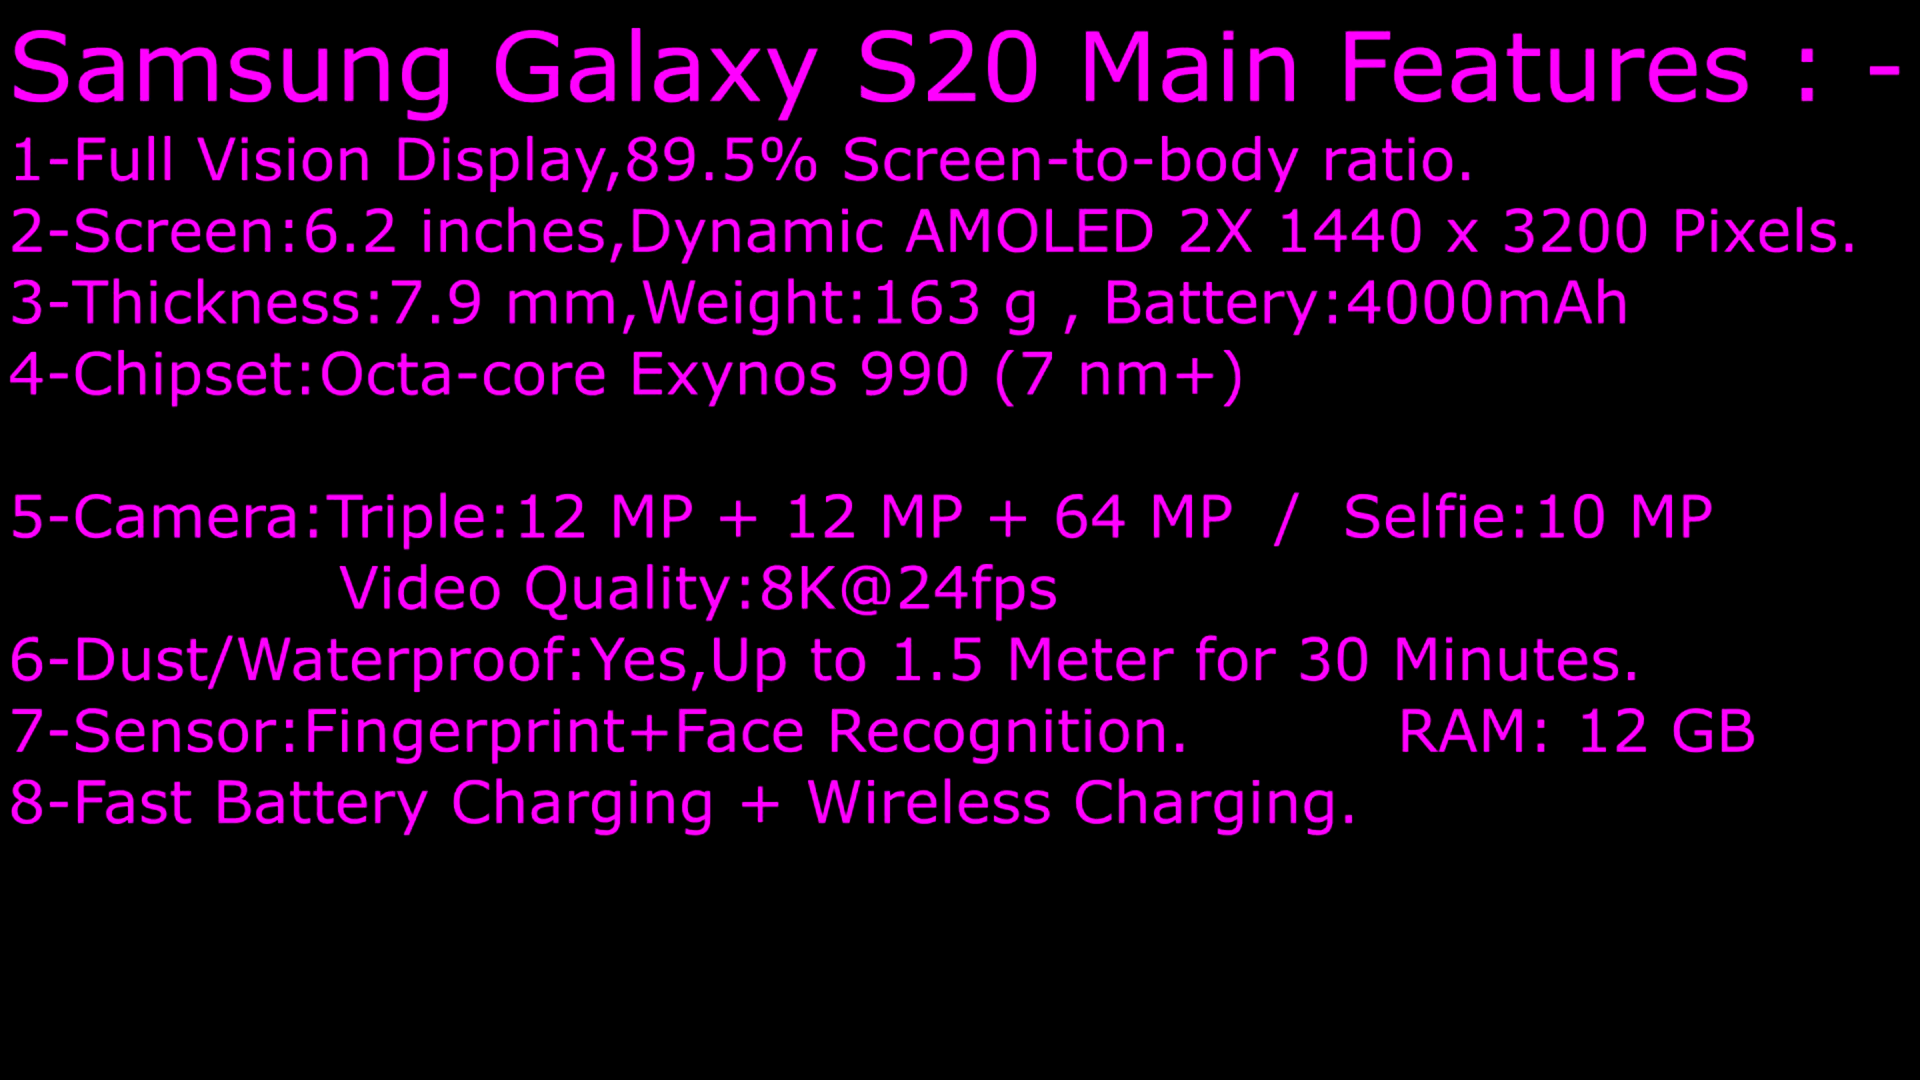 Samsung Galaxy S20 Main Features : -
1-Full Vision Display,89.5% Screen-to-body ratio.
2-Screen:6.2 inches,Dynamic AMOLED 2X 1440 x 3200 Pixels.
3-Thickness:7.9 mm,Weight:163 g , Battery:4000mAh
4-Chipset:Octa-core Exynos 990 (7 nm+)
5-Camera:Triple:12 MP + 12 MP + 64 MP / Selfie:10 MP
Video Quality:8K@24fps
6-Dust/Waterproof:Yes,Up to 1.5 Meter for 30 Minutes.
7-Sensor:Fingerprint+Face Recognition. RAM: 12 GB
8-Fast Battery Charging + Wireless Charging.